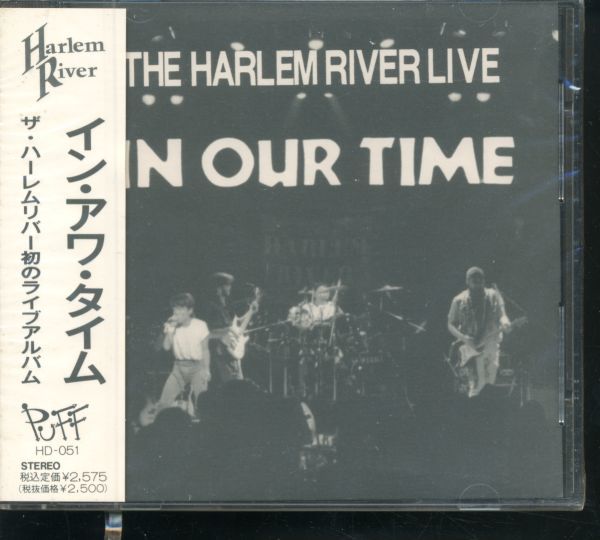 Harlem
River
イン・アワ・タイム
ザ・ハーレムリバー初のライブアルバム
PUFF
HD-051
STEREO
税込定価¥2,575
(税抜価格¥2,500)
THE HARLEM RIVER LIVE
IN OUR TIME